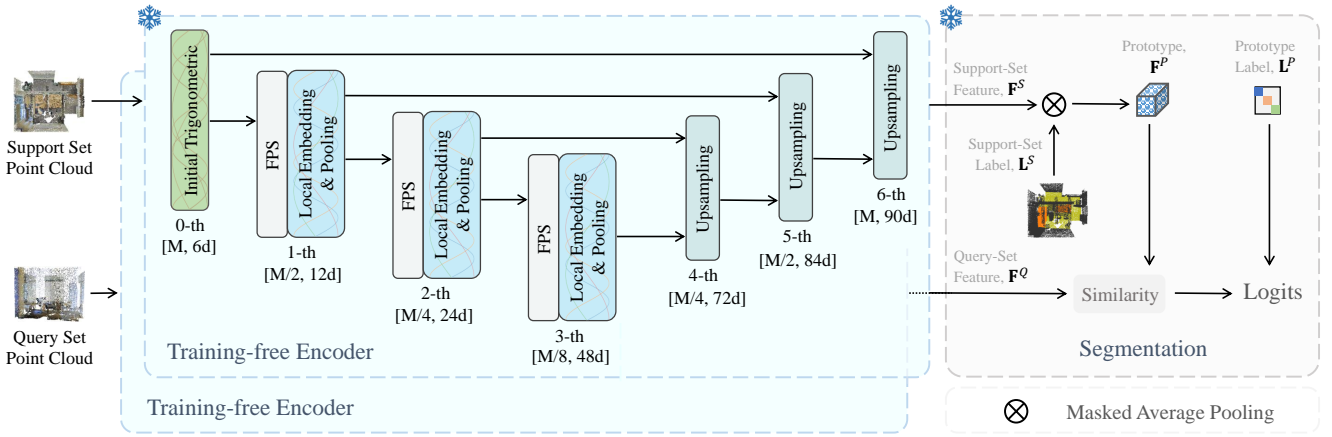 Support Set
Point Cloud
Query Set
Point Cloud
Initial Trigonometric
0-th
[M, 6d]
FPS
Local Embedding
& Pooling
1-th
[M/2, 12d]
FPS
Local Embedding
& Pooling
2-th
[M/4, 24d]
FPS
Local Embedding
& Pooling
3-th
[M/8, 48d]
Upsampling
4-th
[M/4, 72d]
Upsampling
5-th
[M/2, 84d]
Upsampling
6-th
[M, 90d]
Training-free Encoder
Training-free Encoder
Support-Set
Feature, F^S
Prototype,
F^P
Prototype
Label, L^P
Support-Set
Label, L^S
Query-Set
Feature, F^Q
Similarity
Logits
Segmentation
⊗ Masked Average Pooling